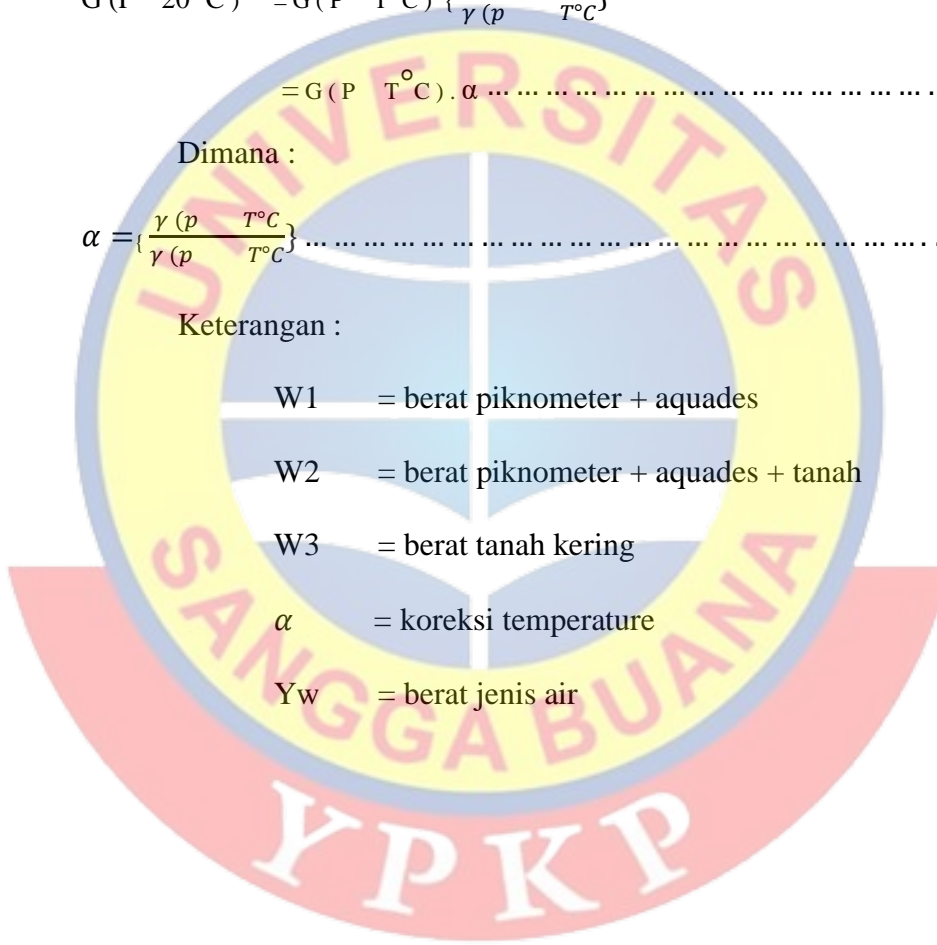 = G ( P T°C ) . α … … … … … … … … … … … … … … … .
Dimana :
α = { γ (p T°C / γ (p T°C } … … … … … … … … … … … … … … … … … … … … … .
Keterangan :
W1 = berat piknometer + aquades
W2 = berat piknometer + aquades + tanah
W3 = berat tanah kering
α = koreksi temperature
Yw = berat jenis air
UNIVERSITAS
SANGGA BUANA
YPKP